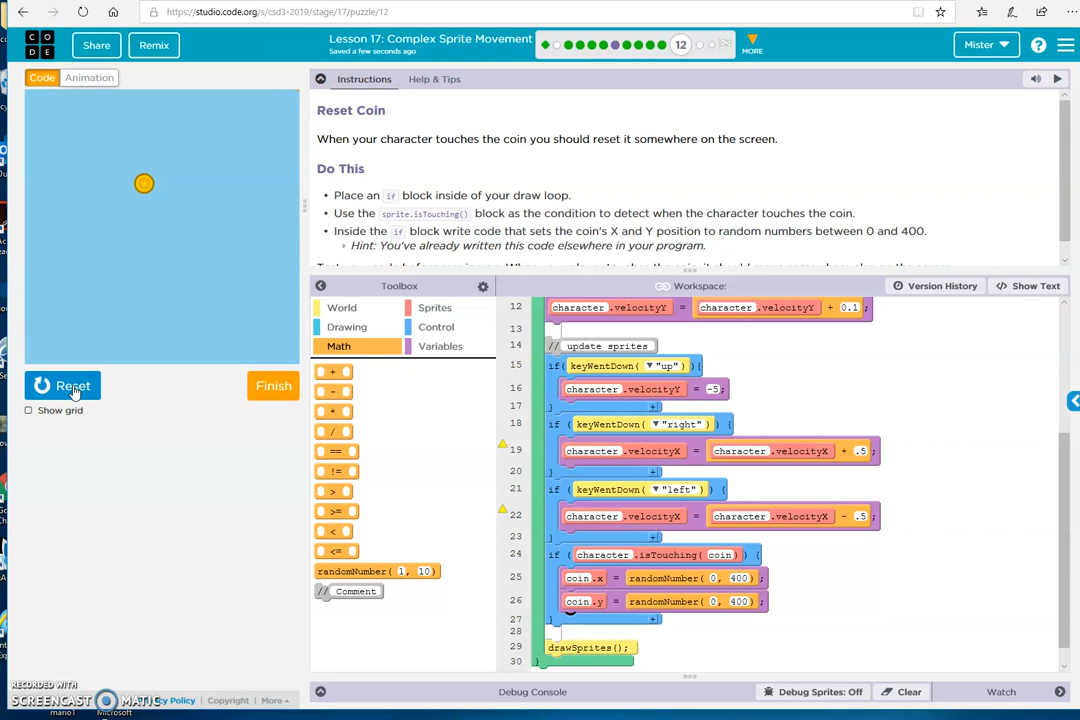 https://studio.code.org/s/csd3-2019/stage/17/puzzle/12
C O
D E
Share
Remix
Lesson 17: Complex Sprite Movement
Saved a few seconds ago
12
MORE
Mister
Code
Animation
Instructions
Help & Tips
Reset Coin
When your character touches the coin you should reset it somewhere on the screen.
Do This
• Place an if block inside of your draw loop.
• Use the sprite.isTouching() block as the condition to detect when the character touches the coin.
• Inside the if block write code that sets the coin's X and Y position to random numbers between 0 and 400.
◦ Hint: You've already written this code elsewhere in your program.
Toolbox
Workspace:
Version History
Show Text
World
Sprites
Drawing
Control
Math
Variables
+
-
*
/
==
!=
>
>=
<
<=
randomNumber( 1, 10)
// Comment
12 character.velocityY = character.velocityY + 0.1;
13
14 // update sprites
15 if( keyWentDown( ▼"up") ){
16 character.velocityY = -5;
17 }
18 if ( keyWentDown( ▼"right") ) {
19 character.velocityX = character.velocityX + .5;
20 }
21 if ( keyWentDown( ▼"left") ) {
22 character.velocityX = character.velocityX - .5;
23 }
24 if ( character.isTouching( coin) ) {
25 coin.x = randomNumber( 0, 400);
26 coin.y = randomNumber( 0, 400);
27 }
28
29 drawSprites();
30 }
Reset
Finish
Show grid
RECORDED WITH
SCREENCAST MATIC
Policy | Copyright | More
Debug Console
Debug Sprites: Off
Clear
Watch
mario1
Microsoft